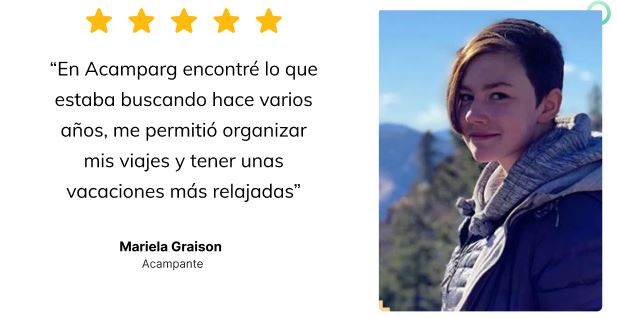 “En Acamparg encontré lo que
estaba buscando hace varios
años, me permitió organizar
mis viajes y tener unas
vacaciones más relajadas”
Mariela Graison
Acampante